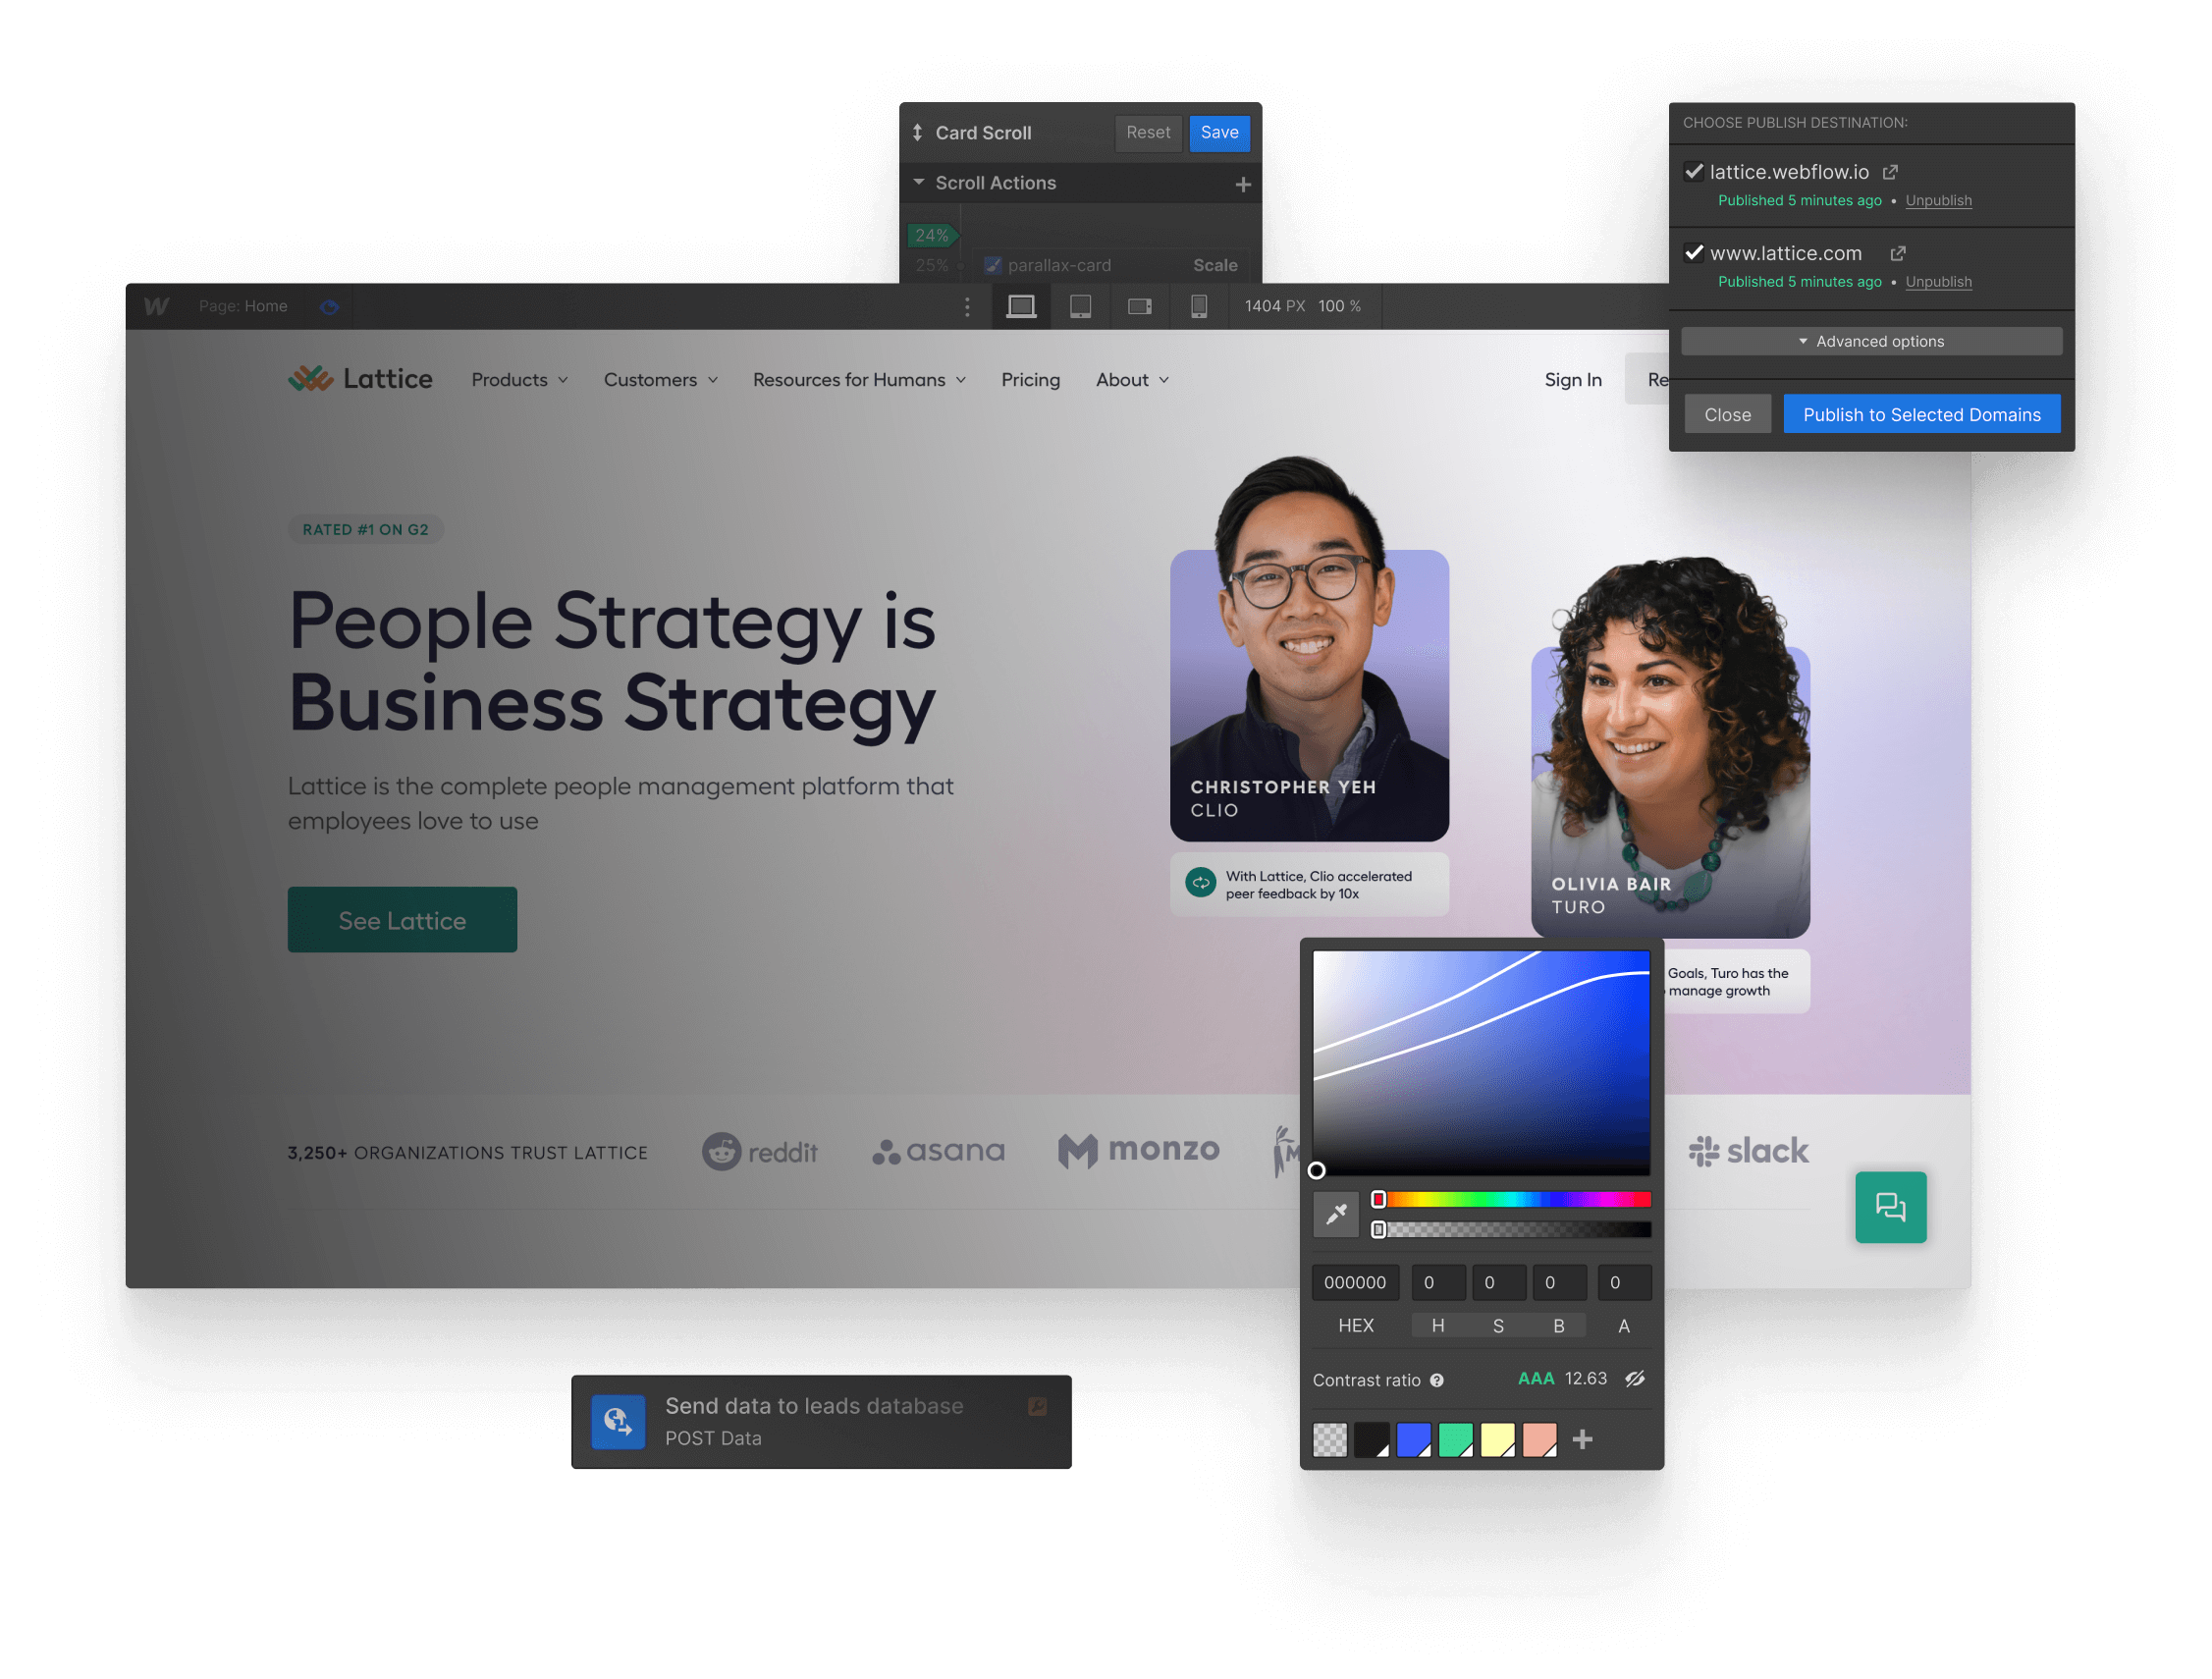 Card Scroll
Reset
Save
Scroll Actions
24%
25%
parallax-card
Scale
CHOOSE PUBLISH DESTINATION:
lattice.webflow.io
Published 5 minutes ago • Unpublish
www.lattice.com
Published 5 minutes ago • Unpublish
Advanced options
Close
Publish to Selected Domains
W
Page: Home
1404 PX 100 %
Lattice
Products
Customers
Resources for Humans
Pricing
About
Sign In
Re
RATED #1 ON G2
People Strategy is
Business Strategy
Lattice is the complete people management platform that
employees love to use
See Lattice
CHRISTOPHER YEH
CLIO
With Lattice, Clio accelerated
peer feedback by 10x
OLIVIA BAIR
TURO
Goals, Turo has the
manage growth
3,250+ ORGANIZATIONS TRUST LATTICE
reddit
asana
monzo
M
slack
000000
0
0
0
0
HEX
H
S
B
A
Contrast ratio
AAA 12.63
Send data to leads database
POST Data